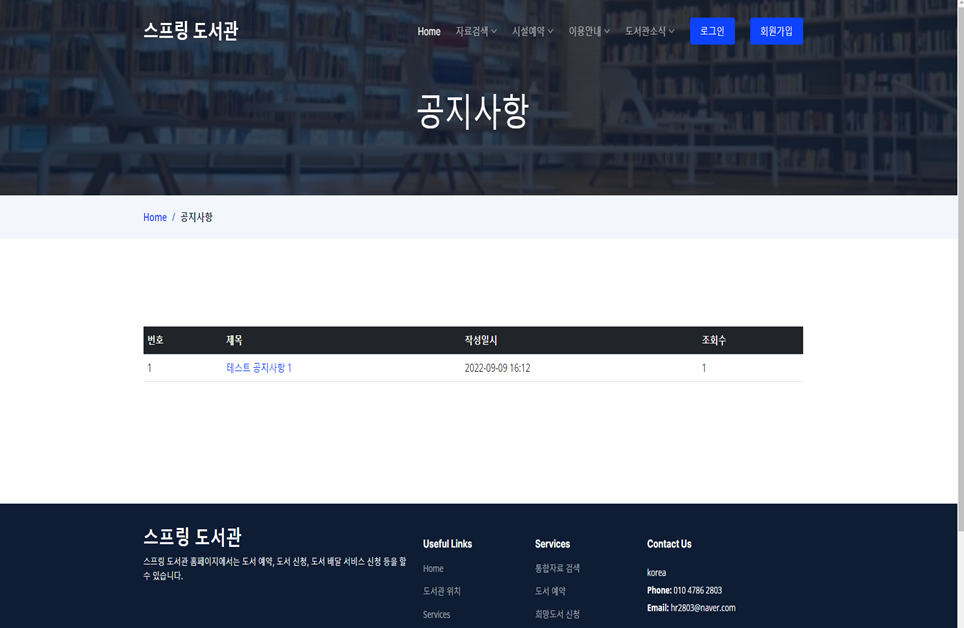 스프링 도서관
Home 자료검색 시설예약 이용안내 도서관소식 로그인 회원가입
공지사항
Home / 공지사항
번호 제목 작성일시 조회수
1 테스트 공지사항 1 2022-09-09 16:12 1
스프링 도서관
스프링 도서관 홈페이지에서는 도서 예약, 도서 신청, 도서 배달 서비스 신청 등을 할
수 있습니다.
Useful Links
Home
도서관 위치
Services
Services
통합자료 검색
도서 예약
희망도서 신청
Contact Us
korea
Phone: 010 4786 2803
Email: hr2803@naver.com